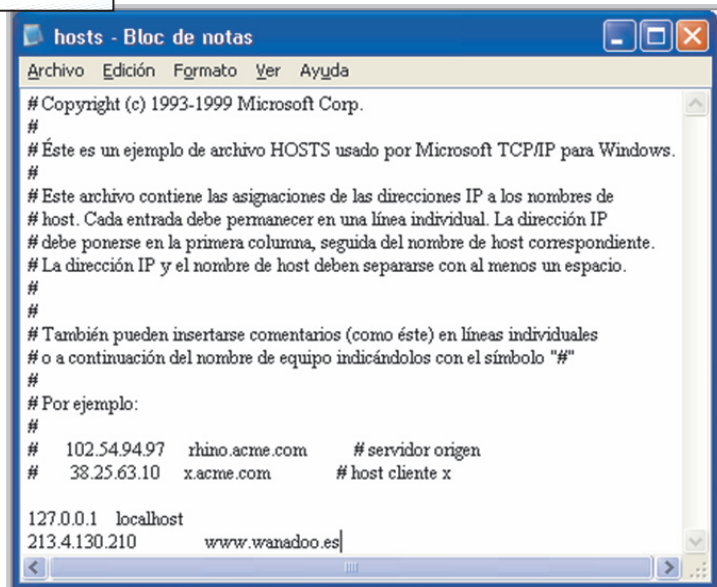 hosts - Bloc de notas
Archivo Edición Formato Ver Ayuda
# Copyright (c) 1993-1999 Microsoft Corp.
#
# Éste es un ejemplo de archivo HOSTS usado por Microsoft TCP/IP para Windows.
#
# Este archivo contiene las asignaciones de las direcciones IP a los nombres de
# host. Cada entrada debe permanecer en una línea individual. La dirección IP
# debe ponerse en la primera columna, seguida del nombre de host correspondiente.
# La dirección IP y el nombre de host deben separarse con al menos un espacio.
#
#
# También pueden insertarse comentarios (como éste) en líneas individuales
# o a continuación del nombre de equipo indicándolos con el símbolo "#"
#
# Por ejemplo:
#
# 102.54.94.97 rhino.acme.com # servidor origen
# 38.25.63.10 x.acme.com # host cliente x
127.0.0.1 localhost
213.4.130.210 www.wanadoo.es